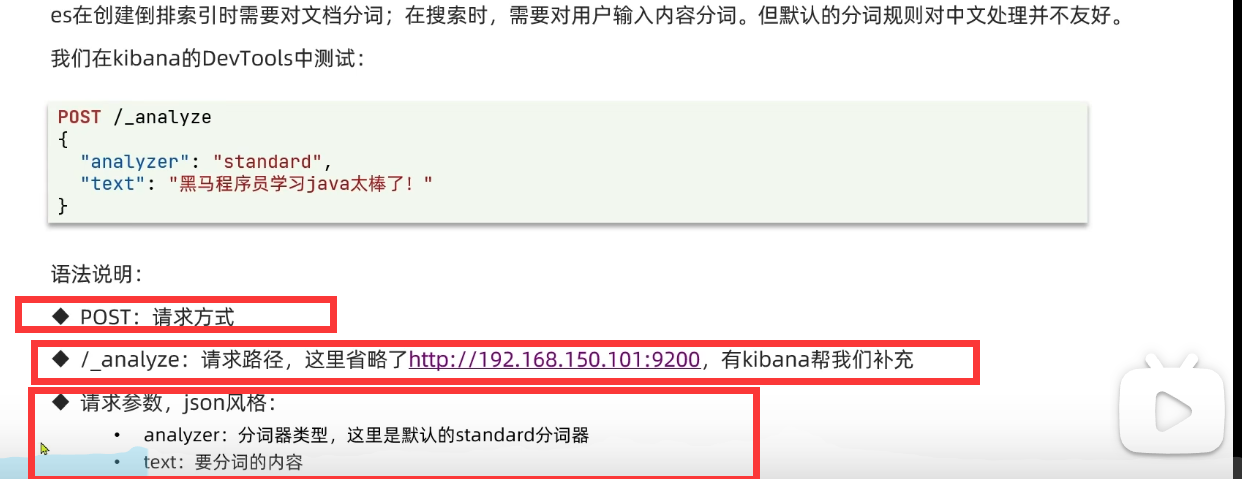 es在创建倒排索引时需要对文档分词；在搜索时，需要对用户输入内容分词。但默认的分词规则对中文处理并不友好。
我们在kibana的DevTools中测试：
POST /_analyze
{
  "analyzer": "standard",
  "text": "黑马程序员学习java太棒了！"
}
语法说明：
◆ POST：请求方式
◆ /_analyze：请求路径，这里省略了http://192.168.150.101:9200，有kibana帮我们补充
◆ 请求参数，json风格：
• analyzer：分词器类型，这里是默认的standard分词器
• text：要分词的内容